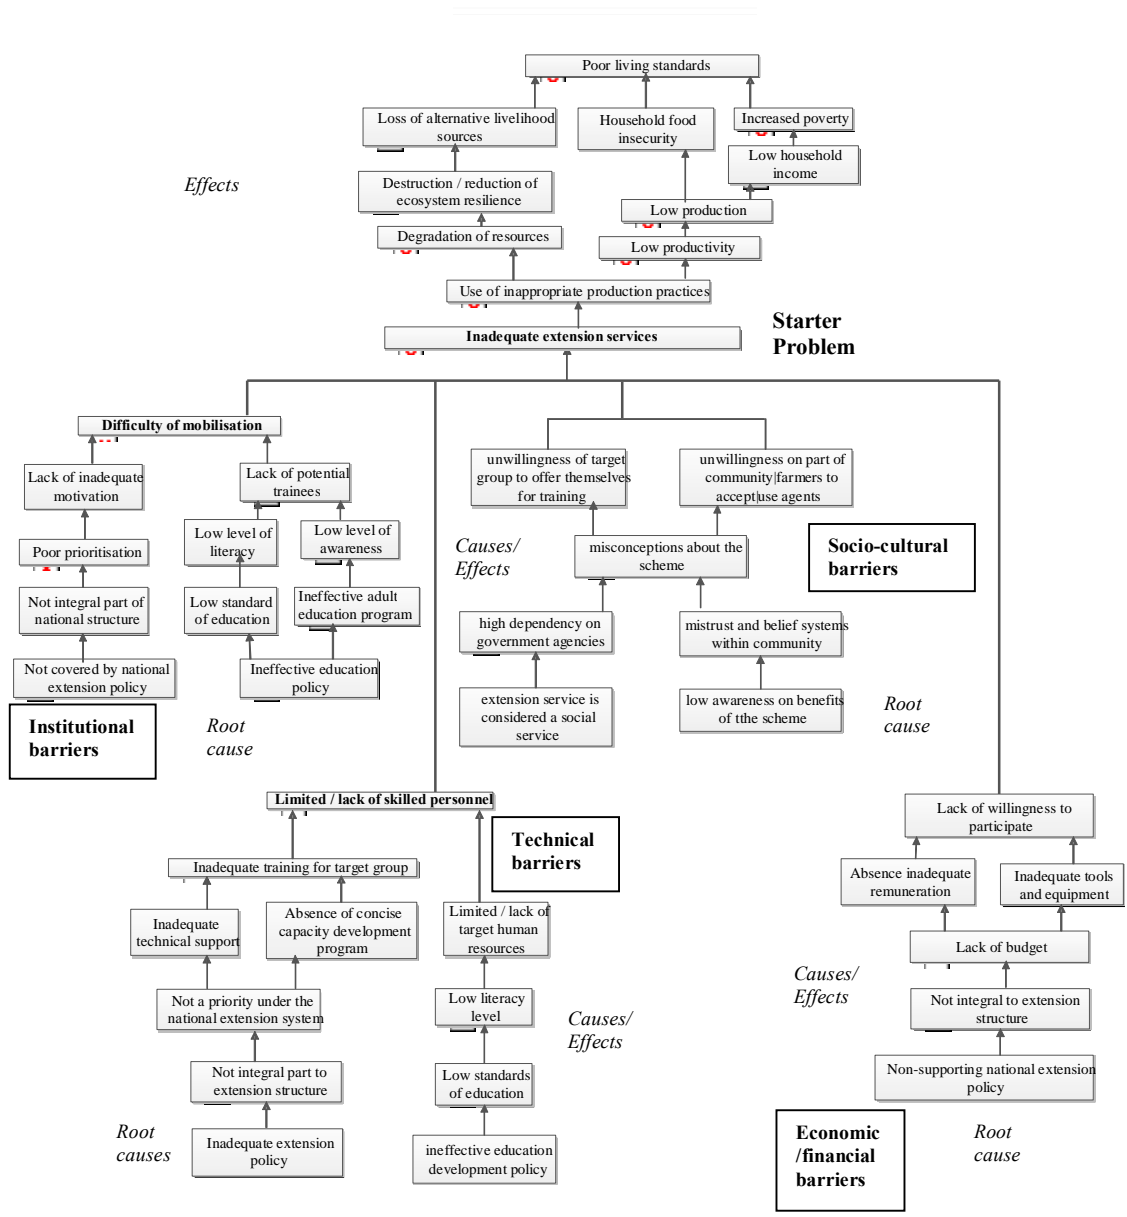 Poor living standards
Loss of alternative livelihood
sources
Household food
insecurity
Increased poverty
Low household
income
Effects
Destruction / reduction of
ecosystem resilience
Low production
Degradation of resources
Low productivity
Use of inappropriate production practices
Inadequate extension services
Starter
Problem
Difficulty of mobilisation
Lack of inadequate
motivation
Lack of potential
trainees
Low level of
literacy
Low level of
awareness
Poor prioritisation
Not integral part of
national structure
Low standard
of education
Ineffective adult
education program
Not covered by national
extension policy
Ineffective education
policy
Institutional
barriers
Root
cause
unwillingness of target
group to offer themselves
for training
unwillingness on part of
community|farmers to
accept|use agents
Causes/
Effects
misconceptions about the
scheme
Socio-cultural
barriers
high dependency on
government agencies
mistrust and belief systems
within community
extension service is
considered a social
service
low awareness on benefits
of tthe scheme
Root
cause
Limited / lack of skilled personnel
Technical
barriers
Inadequate training for target group
Inadequate
technical support
Absence of concise
capacity development
program
Limited / lack of
target human
resources
Not a priority under the
national extension system
Low literacy
level
Causes/
Effects
Not integral part to
extension structure
Low standards
of education
Root
causes
Inadequate extension
policy
ineffective education
development policy
Lack of willingness to
participate
Absence inadequate
remuneration
Inadequate tools
and equipment
Lack of budget
Causes/
Effects
Not integral to extension
structure
Non-supporting national extension
policy
Economic
/financial
barriers
Root
cause